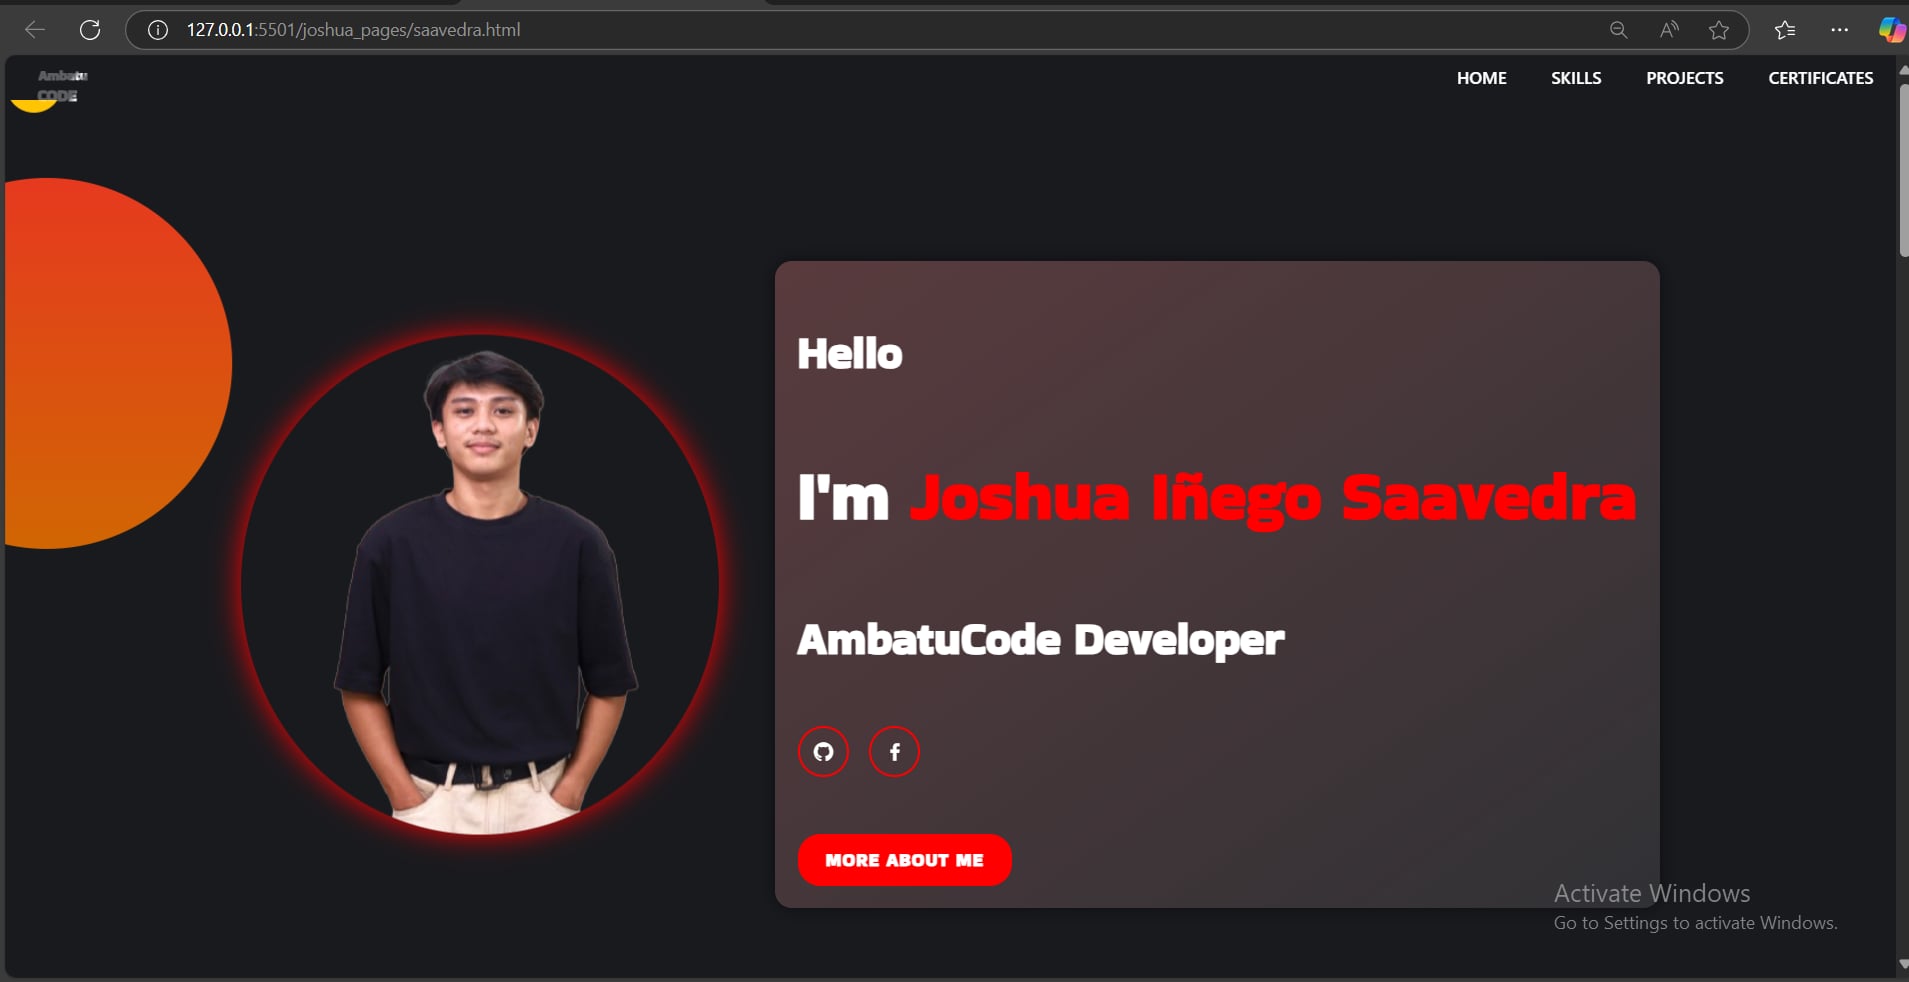 127.0.0.1:5501/joshua_pages/saavedra.html
Ambatu
CODE
HOME SKILLS PROJECTS CERTIFICATES
Hello
I'm Joshua Iñego Saavedra
AmbatuCode Developer
MORE ABOUT ME
Activate Windows
Go to Settings to activate Windows.